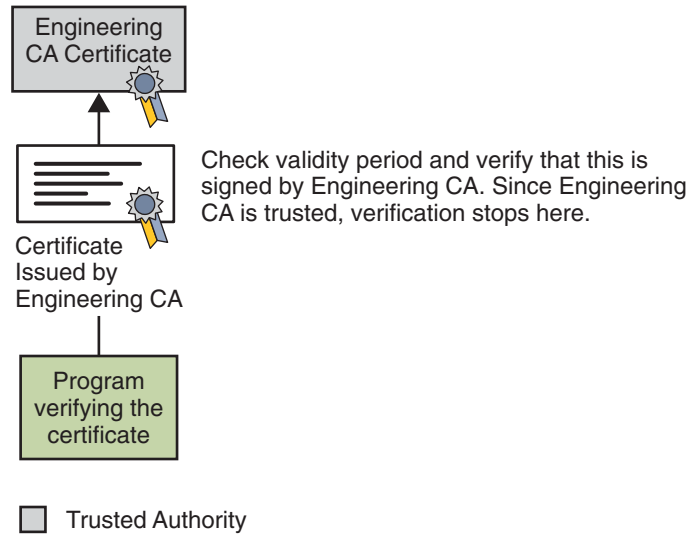 Engineering
CA Certificate
Check validity period and verify that this is
signed by Engineering CA. Since Engineering
CA is trusted, verification stops here.
Certificate
Issued by
Engineering CA
Program
verifying the
certificate
Trusted Authority